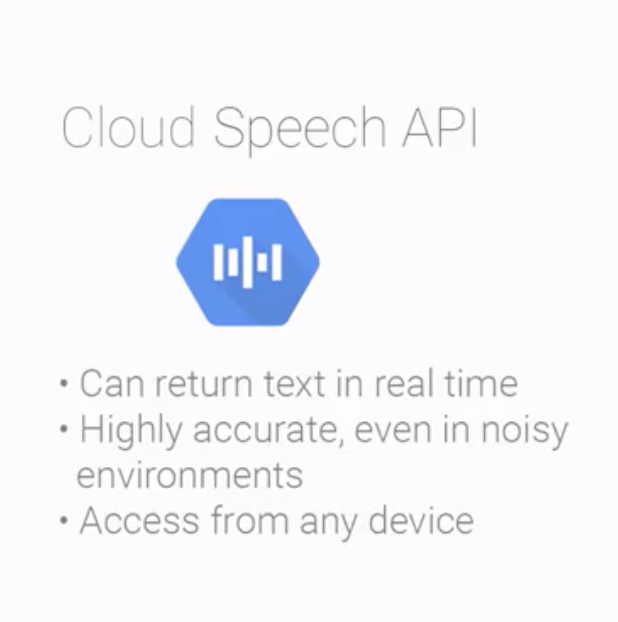 Cloud Speech API
• Can return text in real time
• Highly accurate, even in noisy
environments
• Access from any device